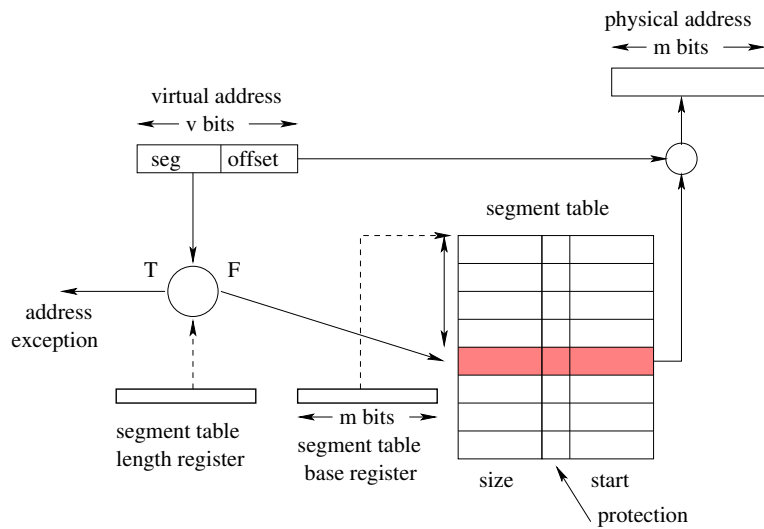 physical address
m bits
virtual address
v bits
seg
offset
segment table
T
F
address
exception
m bits
segment table
length register
segment table
base register
size
start
protection